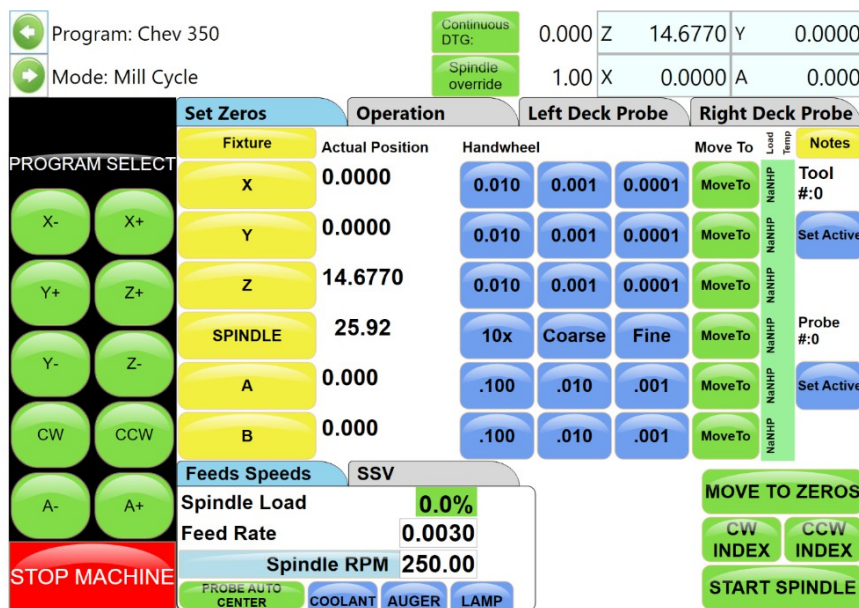 Program: Chev 350
Continuous DTG: 0.000 Z 14.6770 Y 0.0000
Mode: Mill Cycle
Spindle override 1.00 X 0.0000 A 0.000
Set Zeros Operation Left Deck Probe Right Deck Probe
PROGRAM SELECT
Fixture Actual Position Handwheel Move To Load Temp Notes
X 0.0000 0.010 0.001 0.0001 MoveTo NaNHP Tool #:0
Y 0.0000 0.010 0.001 0.0001 MoveTo NaNHP Set Active
Z 14.6770 0.010 0.001 0.0001 MoveTo NaNHP
SPINDLE 25.92 10x Coarse Fine MoveTo NaNHP Probe #:0
A 0.000 .100 .010 .001 MoveTo NaNHP Set Active
B 0.000 .100 .010 .001 MoveTo NaNHP
X- X+
Y+ Z+
Y- Z-
CW CCW
A- A+
STOP MACHINE
Feeds Speeds SSV
Spindle Load 0.0%
Feed Rate 0.0030
Spindle RPM 250.00
PROBE AUTO CENTER COOLANT AUGER LAMP
MOVE TO ZEROS
CW INDEX CCW INDEX
START SPINDLE